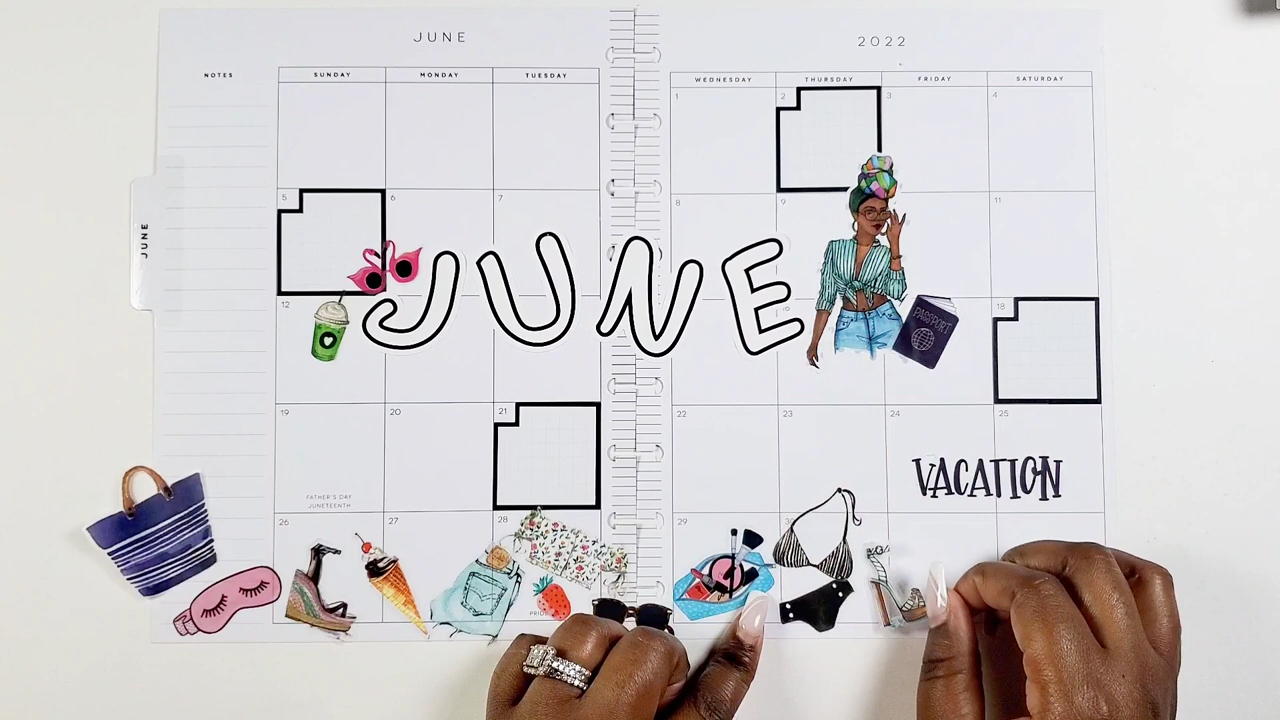 JUNE
2022
NOTES
SUNDAY
MONDAY
TUESDAY
WEDNESDAY
THURSDAY
FRIDAY
SATURDAY
1
2
3
4
JUNE
5
6
7
8
9
11
JUNE
PASSPORT
12
18
19
20
21
22
23
24
25
VACATION
FATHER'S DAY
JUNETEENTH
26
27
28
29
30